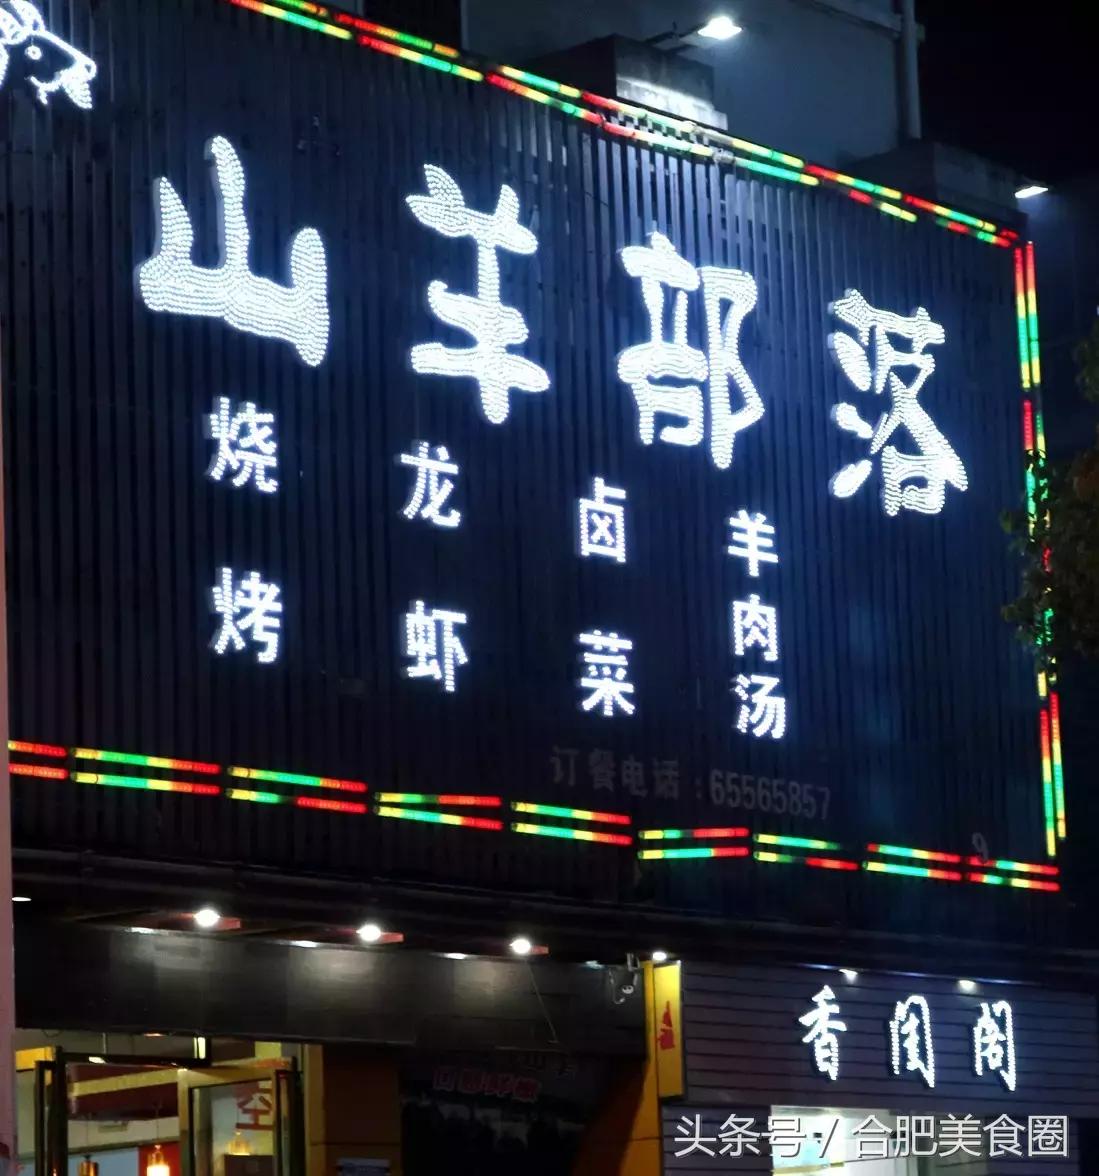 山羊部落
烧烤
龙虾
卤菜
羊肉汤
订餐电话：65565857
香闺阁
空
头条号 / 合肥美食圈